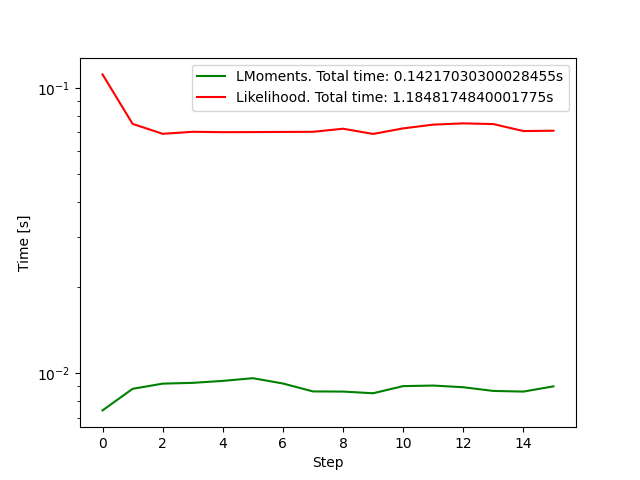 LMoments. Total time: 0.14217030300028455s
Likelihood. Total time: 1.1848174840001775s
10⁻¹
10⁻²
Time [s]
0 2 4 6 8 10 12 14
Step